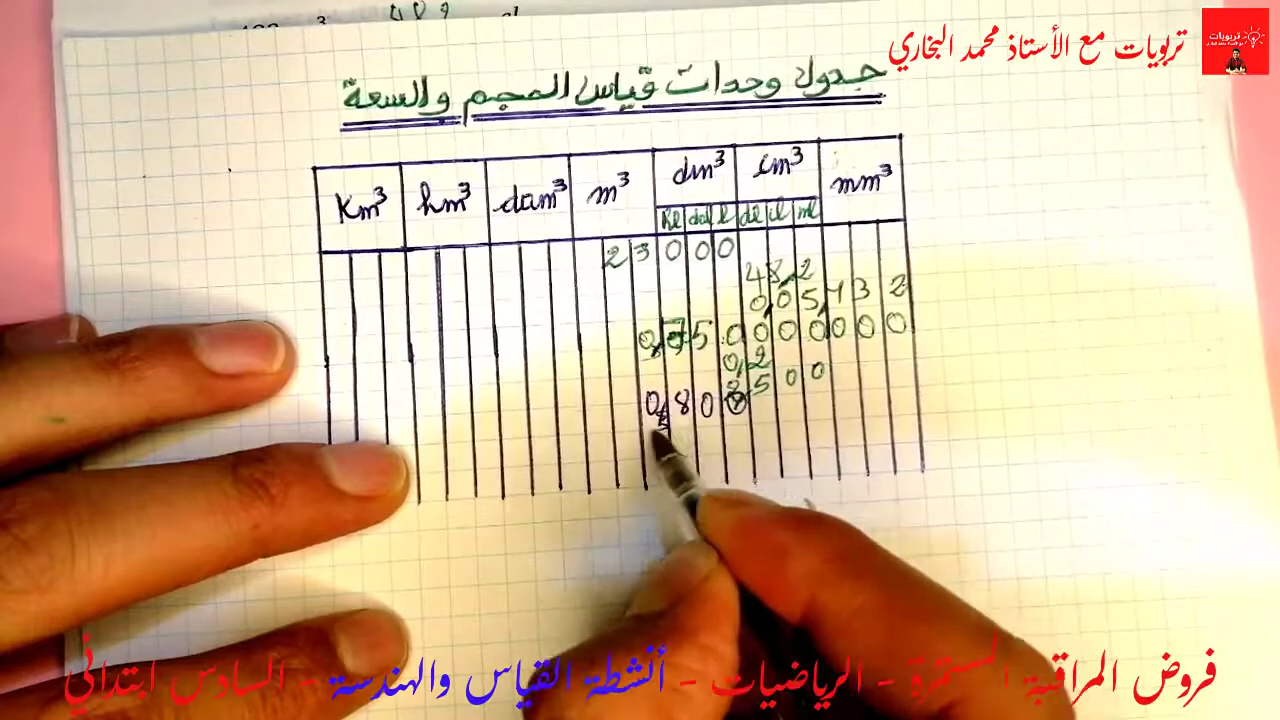 تربويات مع الأستاذ محمد البخاري
تربويات
جدول وحدات قياس الحجم والسعة
km³ hm³ dam³ m³ dm³ cm³ mm³
kl dal l dl cl ml
2 3 0 0 0
4 8,2
0,0 5,4 3 2
0,7 5 0 0 0 0 0 0 0
0,2
8,5 0 0
0,8 0 0
فروض المراقبة المستمرة - الرياضيات - أنشطة القياس والهندسة - السادس ابتدائي